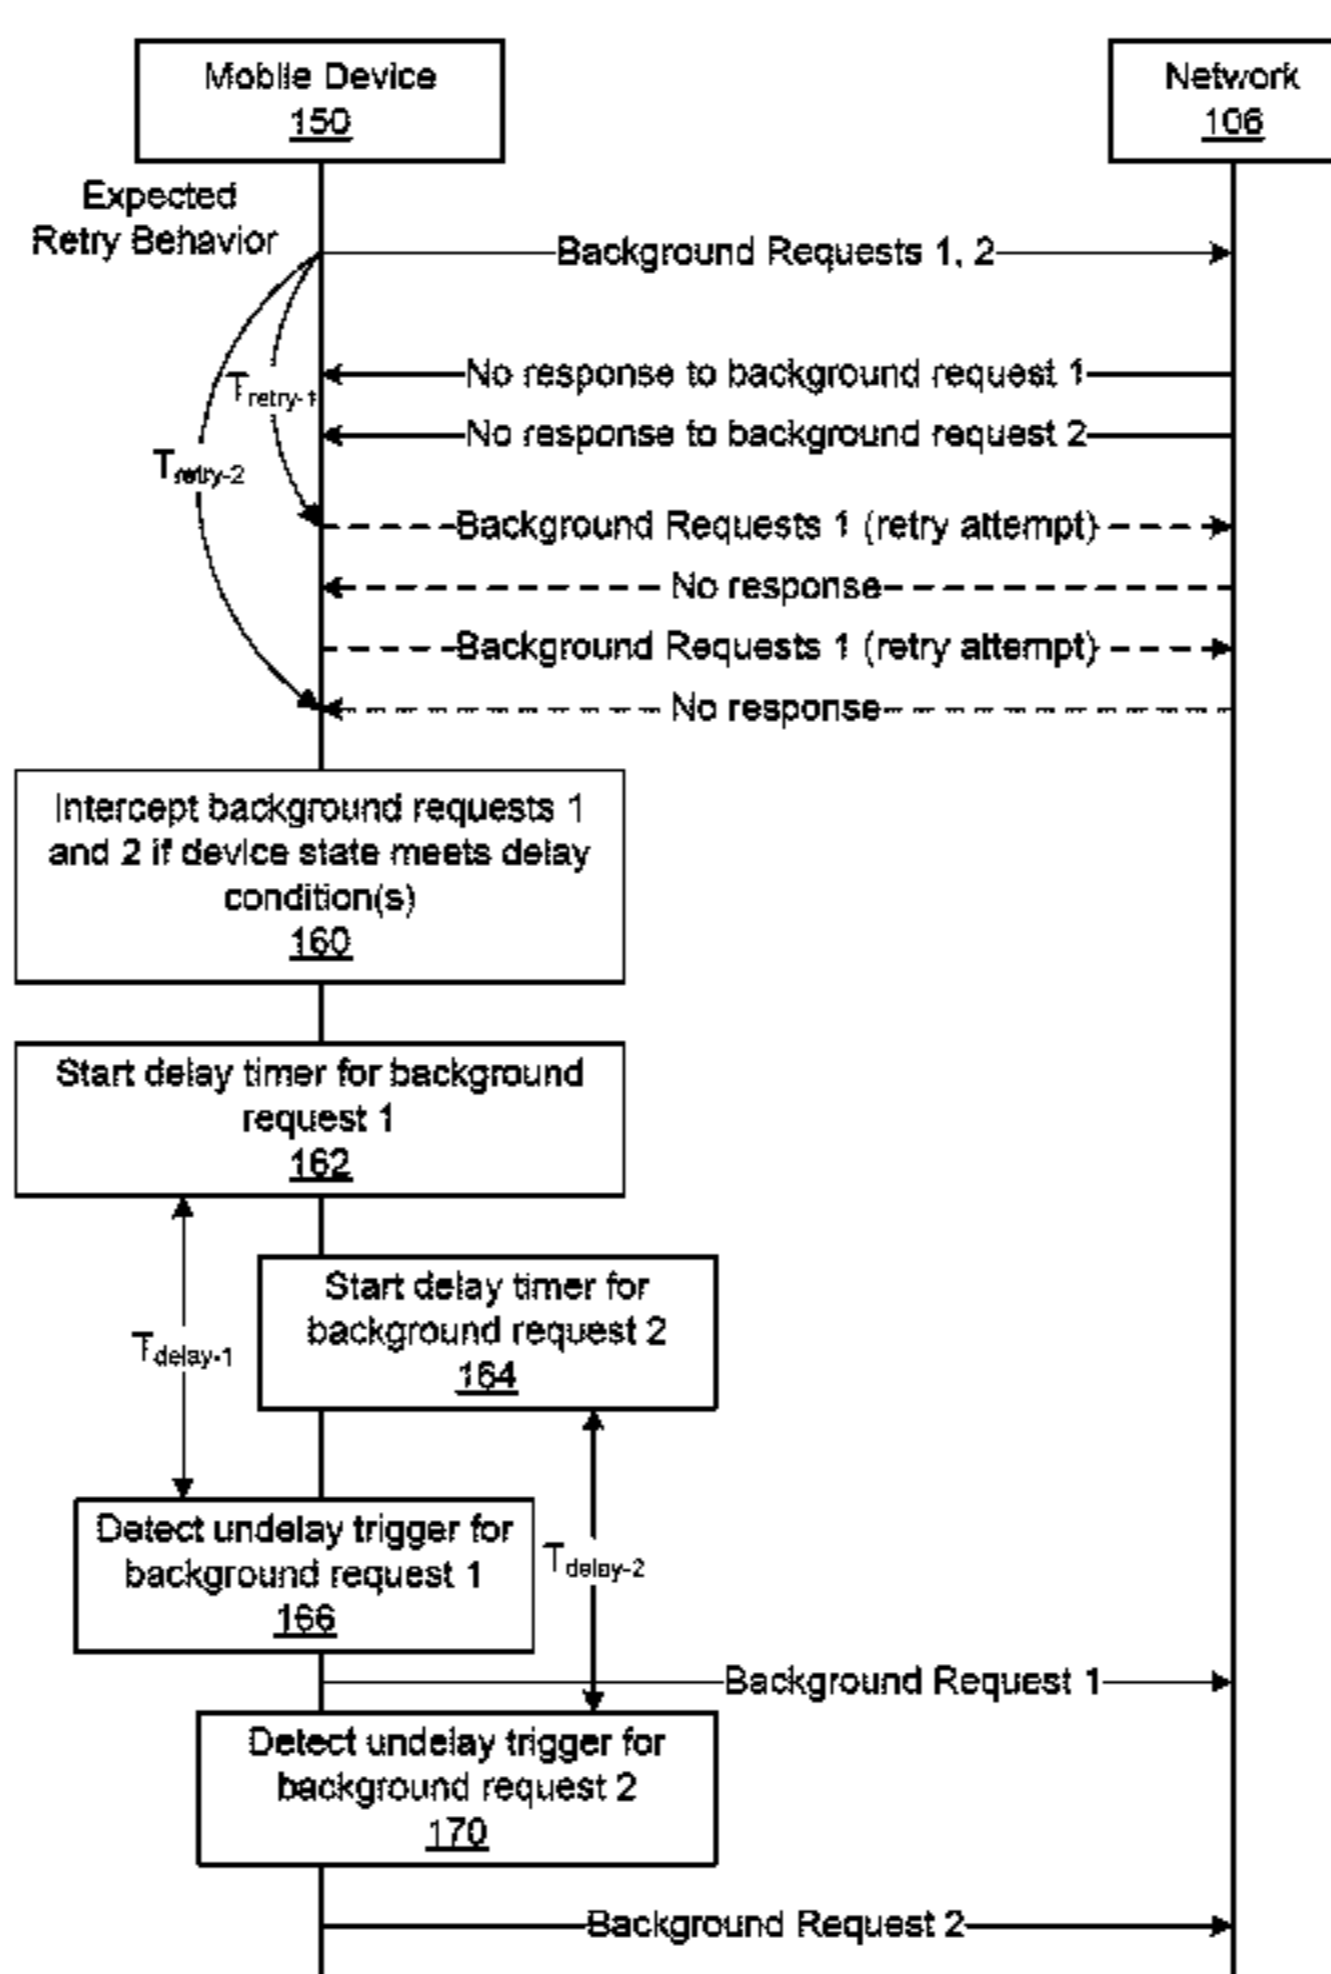 Mobile Device
150
Network
106
Expected
Retry Behavior
Background Requests 1, 2
No response to background request 1
Tretry-1
No response to background request 2
Tretry-2
Background Requests 1 (retry attempt)
No response
Background Requests 1 (retry attempt)
No response
Intercept background requests 1
and 2 if device state meets delay
condition(s)
160
Start delay timer for background
request 1
162
Start delay timer for
background request 2
164
Tdelay-1
Detect undelay trigger for
background request 1
166
Tdelay-2
Background Request 1
Detect undelay trigger for
background request 2
170
Background Request 2